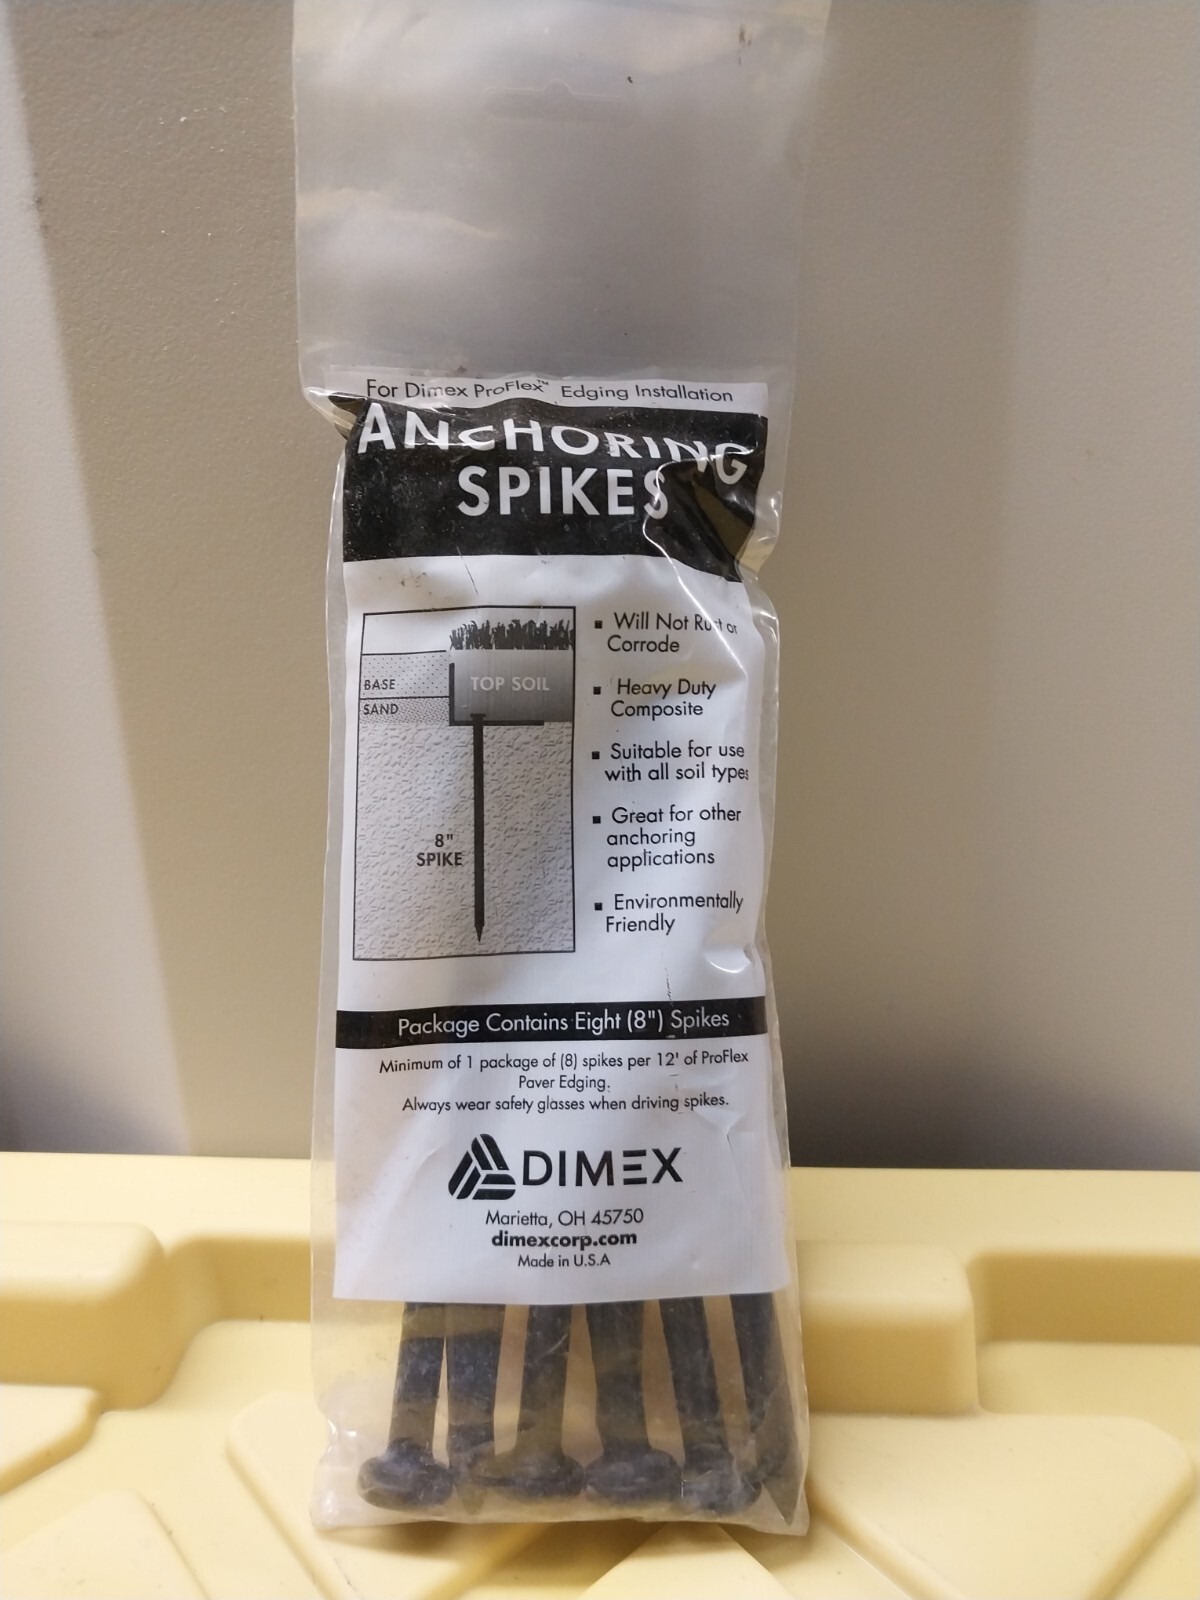 For Dimex ProFlex™ Edging Installation
ANCHORING
SPIKES
BASE
SAND
TOP SOIL
8"
SPIKE
▪ Will Not Rust or
Corrode
▪ Heavy Duty
Composite
▪ Suitable for use
with all soil types
▪ Great for other
anchoring
applications
▪ Environmentally
Friendly
Package Contains Eight (8") Spikes
Minimum of 1 package of (8) spikes per 12' of ProFlex
Paver Edging.
Always wear safety glasses when driving spikes.
DIMEX
Marietta, OH 45750
dimexcorp.com
Made in U.S.A